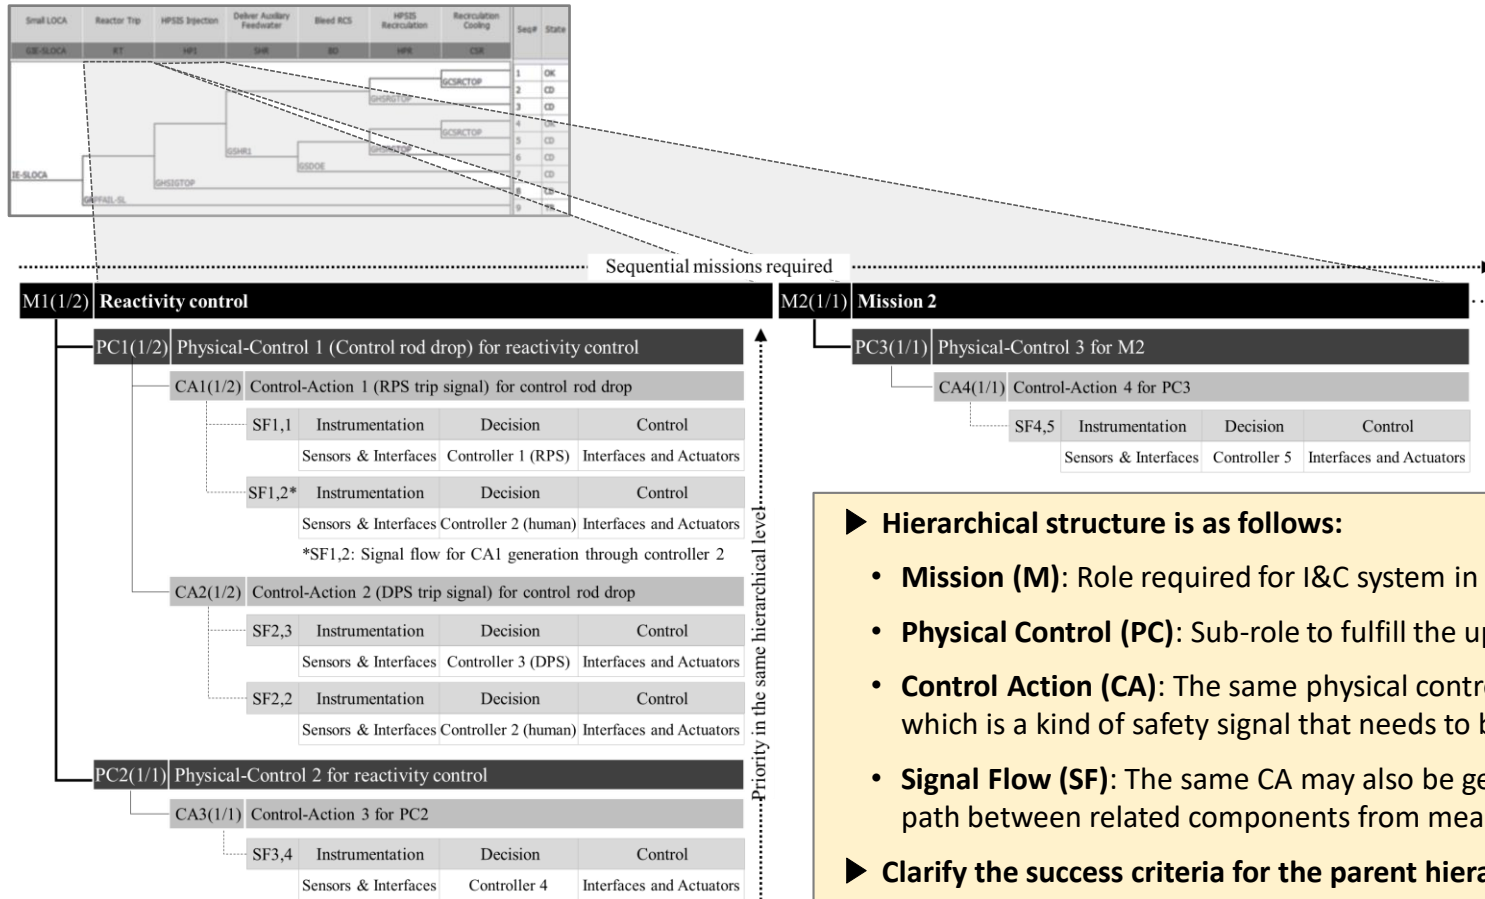 Small LOCA Reactor Trip HPSIS Injection Deliver Auxiliary Feedwater Bleed RCS HPSIS Recirculation Recirculation Cooling Seq# State
GIE-SLOCA RT HPI SHR BD HPR CSR
1 OK
GCSRCTOP
2 CD
GHSRGTOP
3 CD
4 OK
GCSRCTOP
5 CD
GSHR1 GHSRGTOP
6 CD
GSDOE
7 CD
IE-SLOCA
GHSIGTOP
8 CD
9 TR
Sequential missions required
M1(1/2) Reactivity control
PC1(1/2) Physical-Control 1 (Control rod drop) for reactivity control
CA1(1/2) Control-Action 1 (RPS trip signal) for control rod drop
SF1,1 Instrumentation Decision Control
Sensors & Interfaces Controller 1 (RPS) Interfaces and Actuators
SF1,2* Instrumentation Decision Control
Sensors & Interfaces Controller 2 (human) Interfaces and Actuators
*SF1,2: Signal flow for CA1 generation through controller 2
CA2(1/2) Control-Action 2 (DPS trip signal) for control rod drop
SF2,3 Instrumentation Decision Control
Sensors & Interfaces Controller 3 (DPS) Interfaces and Actuators
SF2,2 Instrumentation Decision Control
Sensors & Interfaces Controller 2 (human) Interfaces and Actuators
PC2(1/1) Physical-Control 2 for reactivity control
CA3(1/1) Control-Action 3 for PC2
SF3,4 Instrumentation Decision Control
Sensors & Interfaces Controller 4 Interfaces and Actuators
Priority in the same hierarchical level
M2(1/1) Mission 2
PC3(1/1) Physical-Control 3 for M2
CA4(1/1) Control-Action 4 for PC3
SF4,5 Instrumentation Decision Control
Sensors & Interfaces Controller 5 Interfaces and Actuators
▶ Hierarchical structure is as follows:
• Mission (M): Role required for I&C system in
• Physical Control (PC): Sub-role to fulfill the up
• Control Action (CA): The same physical contr
which is a kind of safety signal that needs to b
• Signal Flow (SF): The same CA may also be ge
path between related components from mea
▶ Clarify the success criteria for the parent hiera